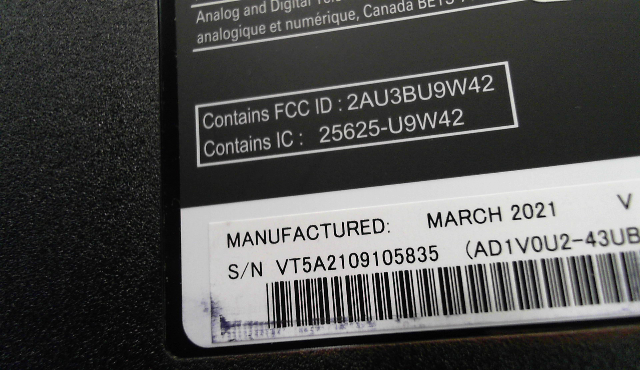 Analog and Digital
analogique et numérique, Canada
Contains FCC ID : 2AU3BU9W42
Contains IC : 25625-U9W42
MANUFACTURED: MARCH 2021 V
S/N VT5A2109105835 (AD1V0U2-43UB